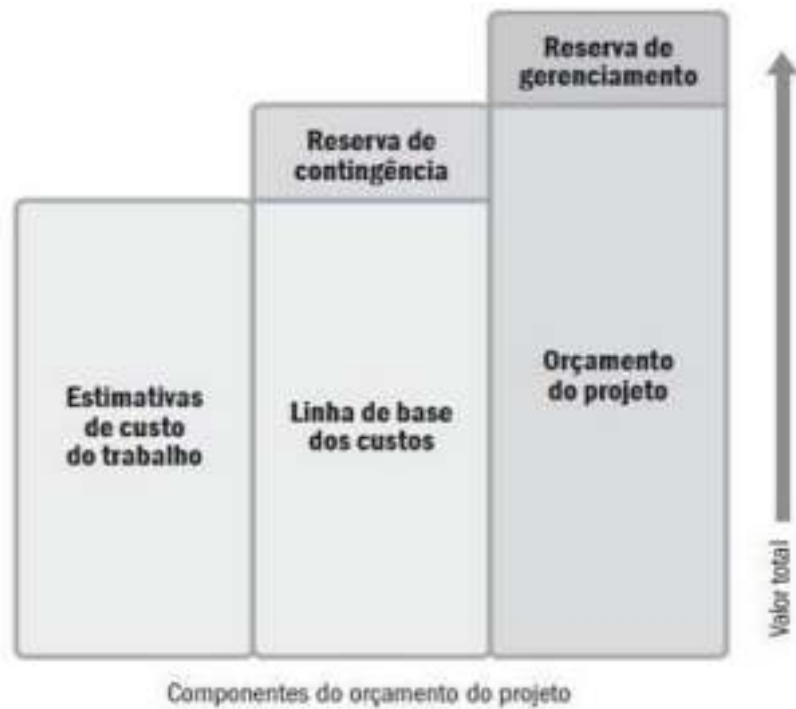 Reserva de
gerenciamento
Reserva de
contingência
Estimativas
de custo
do trabalho
Linha de base
dos custos
Orçamento
do projeto
Valor total
Componentes do orçamento do projeto